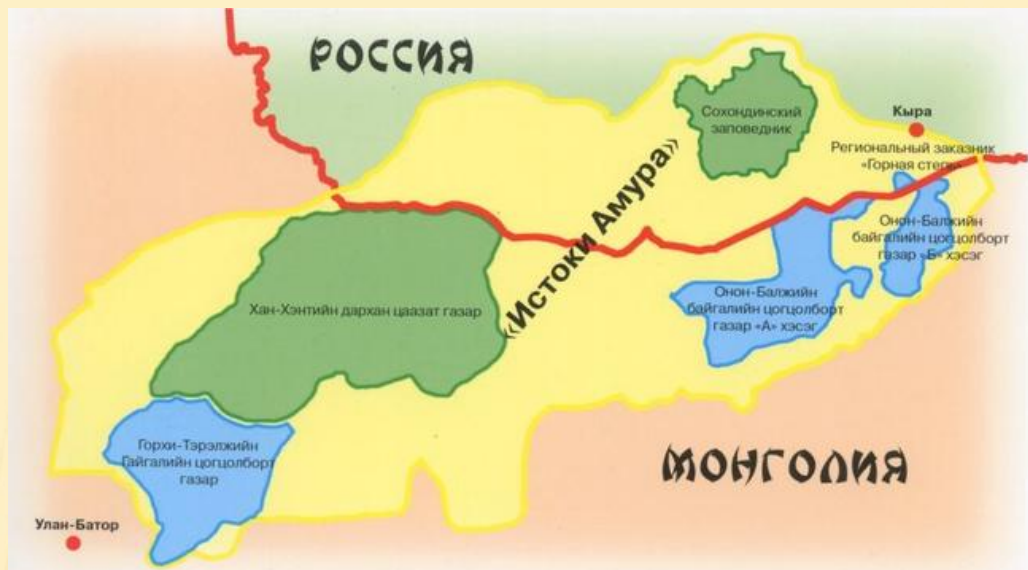 РОССИЯ
Сохондинский
заповедник
Кыра
Региональный заказник
«Горная степь»
«Истоки Амура»
Онон-Балжийн
байгалийн цогцолборт
газар «Б» хэсэг
Онон-Балжийн
байгалийн цогцолборт
газар «А» хэсэг
Хан-Хэнтийн дархан цаазат газар
Горхи-Тэрэлжийн
Гайгалийн цогцолборт
газар
МОНГОЛИЯ
Улан-Батор